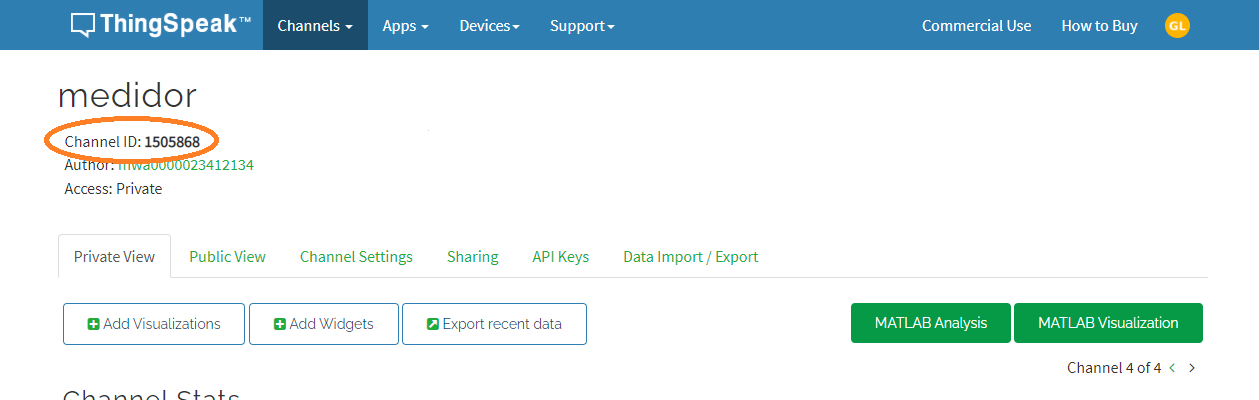 ThingSpeak™ Channels Apps Devices Support Commercial Use How to Buy GL
medidor
Channel ID: 1505868
Author: mwa0000023412134
Access: Private
Private View Public View Channel Settings Sharing API Keys Data Import / Export
Add Visualizations Add Widgets Export recent data MATLAB Analysis MATLAB Visualization
Channel 4 of 4 < >
Channel Stats